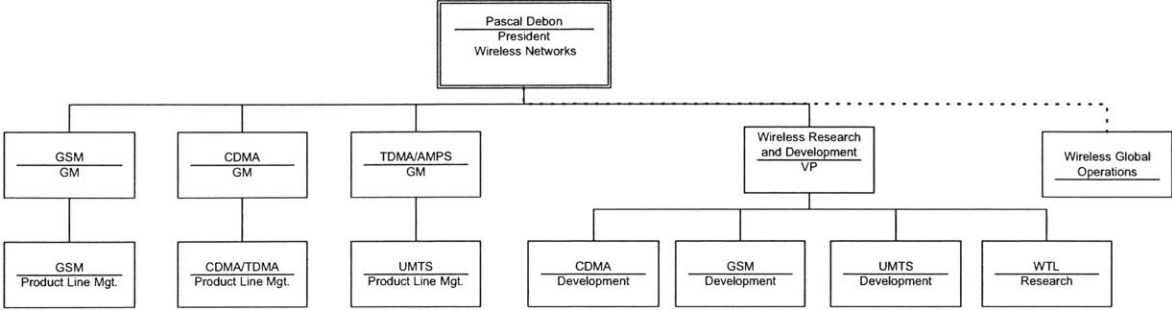 Pascal Debon
President
Wireless Networks
GSM
GM
CDMA
GM
TDMA/AMPS
GM
Wireless Research
and Development
VP
Wireless Global
Operations
GSM
Product Line Mgt.
CDMA/TDMA
Product Line Mgt.
UMTS
Product Line Mgt.
CDMA
Development
GSM
Development
UMTS
Development
WTL
Research